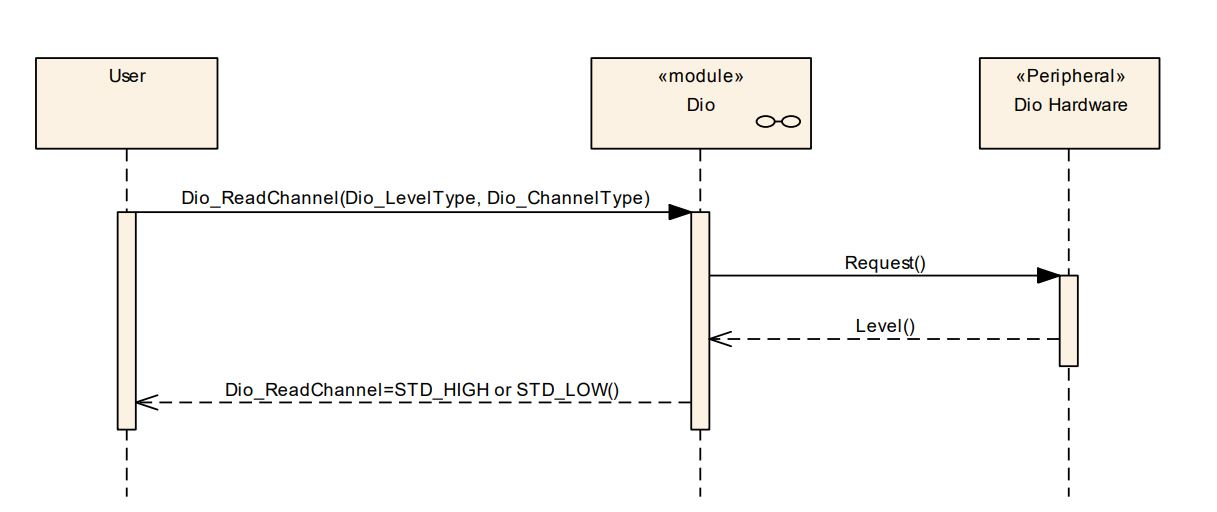 User
«module»
Dio
«Peripheral»
Dio Hardware
Dio_ReadChannel(Dio_LevelType, Dio_ChannelType)
Request()
Level()
Dio_ReadChannel=STD_HIGH or STD_LOW()